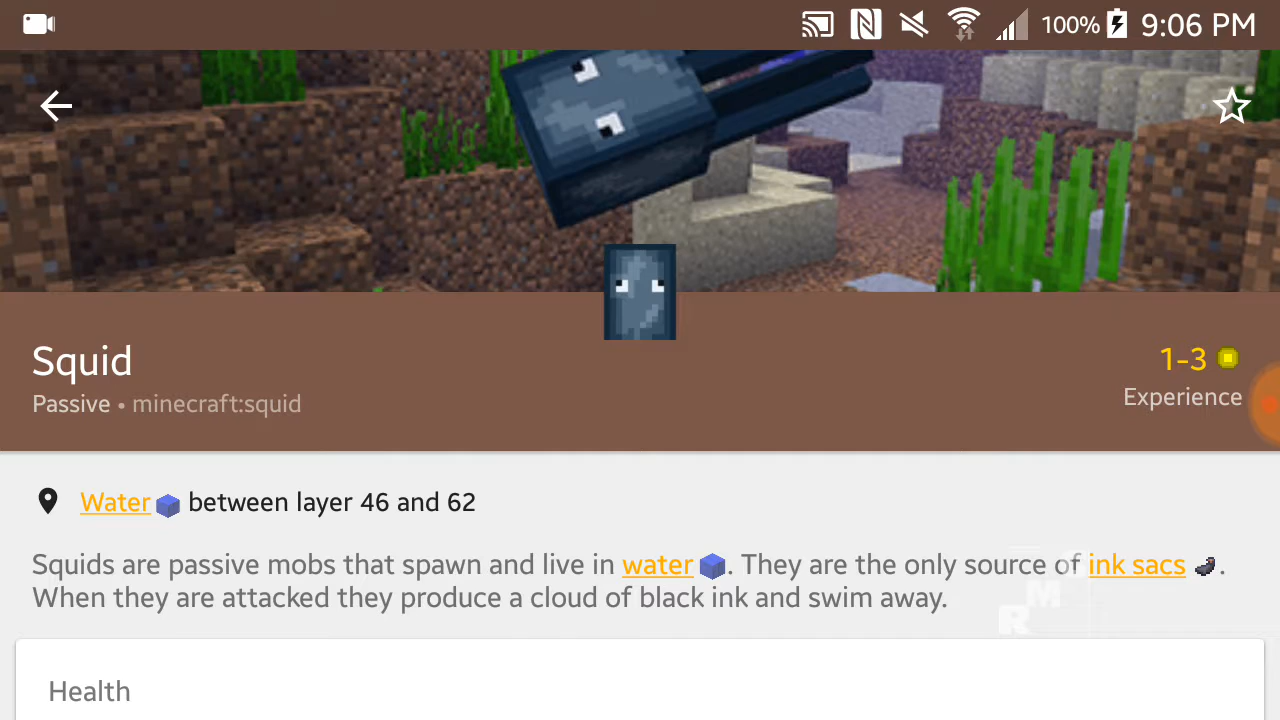 100% 9:06 PM
Squid
1-3
Passive • minecraft:squid
Experience
Water between layer 46 and 62
Squids are passive mobs that spawn and live in water. They are the only source of ink sacs.
When they are attacked they produce a cloud of black ink and swim away.
R M
Health